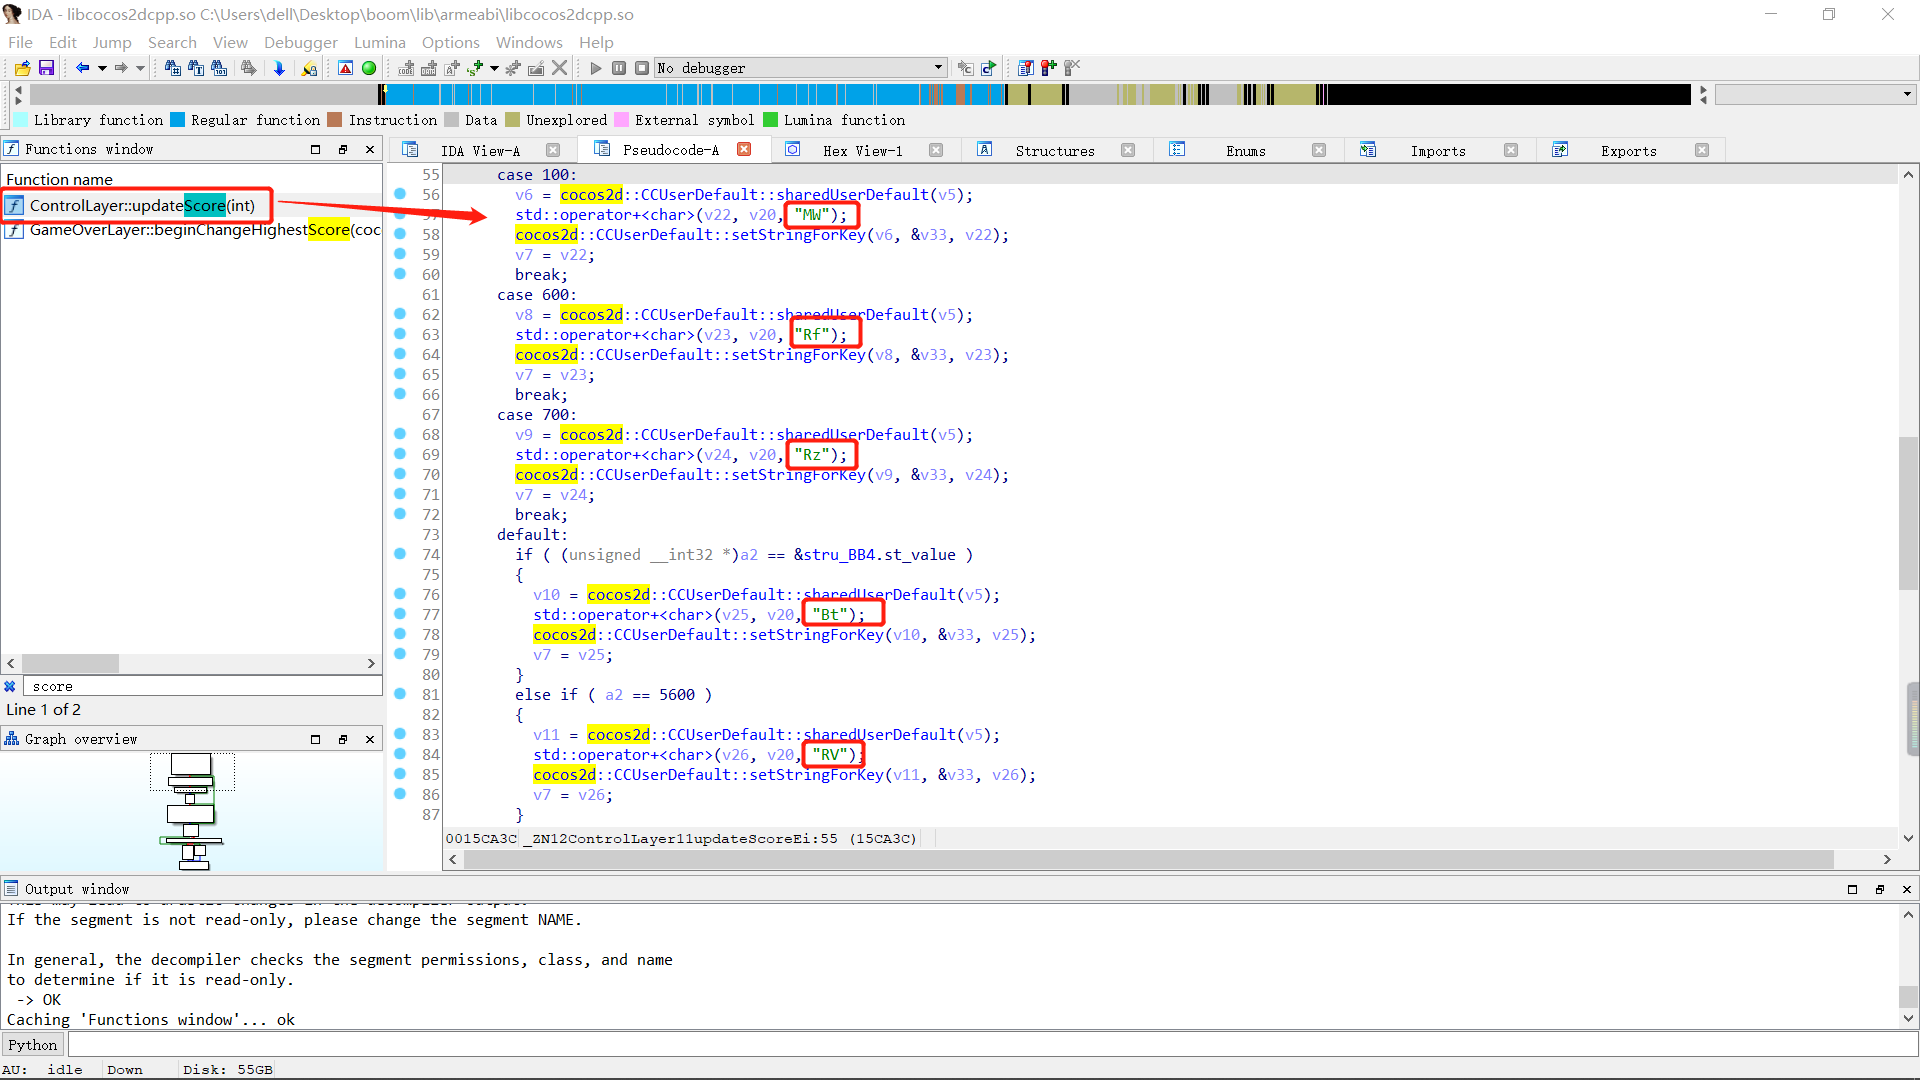 IDA - libcocos2dcpp.so C:\Users\dell\Desktop\boom\lib\armeabi\libcocos2dcpp.so
File Edit Jump Search View Debugger Lumina Options Windows Help
No debugger
Library function Regular function Instruction Data Unexplored External symbol Lumina function
Functions window
IDA View-A Pseudocode-A Hex View-1 Structures Enums Imports Exports
Function name
ControlLayer::updateScore(int)
GameOverLayer::beginChangeHighestScore(coc
score
Line 1 of 2
Graph overview
55 case 100:
56 v6 = cocos2d::CCUserDefault::sharedUserDefault(v5);
57 std::operator+<char>(v22, v20, "MW");
58 cocos2d::CCUserDefault::setStringForKey(v6, &v33, v22);
59 v7 = v22;
60 break;
61 case 600:
62 v8 = cocos2d::CCUserDefault::sharedUserDefault(v5);
63 std::operator+<char>(v23, v20, "Rf");
64 cocos2d::CCUserDefault::setStringForKey(v8, &v33, v23);
65 v7 = v23;
66 break;
67 case 700:
68 v9 = cocos2d::CCUserDefault::sharedUserDefault(v5);
69 std::operator+<char>(v24, v20, "Rz");
70 cocos2d::CCUserDefault::setStringForKey(v9, &v33, v24);
71 v7 = v24;
72 break;
73 default:
74 if ( (unsigned __int32 *)a2 == &stru_BB4.st_value )
75 {
76 v10 = cocos2d::CCUserDefault::sharedUserDefault(v5);
77 std::operator+<char>(v25, v20, "Bt");
78 cocos2d::CCUserDefault::setStringForKey(v10, &v33, v25);
79 v7 = v25;
80 }
81 else if ( a2 == 5600 )
82 {
83 v11 = cocos2d::CCUserDefault::sharedUserDefault(v5);
84 std::operator+<char>(v26, v20, "RV");
85 cocos2d::CCUserDefault::setStringForKey(v11, &v33, v26);
86 v7 = v26;
87 }
0015CA3C _ZN12ControlLayer11updateScoreEi:55 (15CA3C)
Output window
If the segment is not read-only, please change the segment NAME.
In general, the decompiler checks the segment permissions, class, and name
to determine if it is read-only.
-> OK
Caching 'Functions window'... ok
Python
AU: idle Down Disk: 55GB